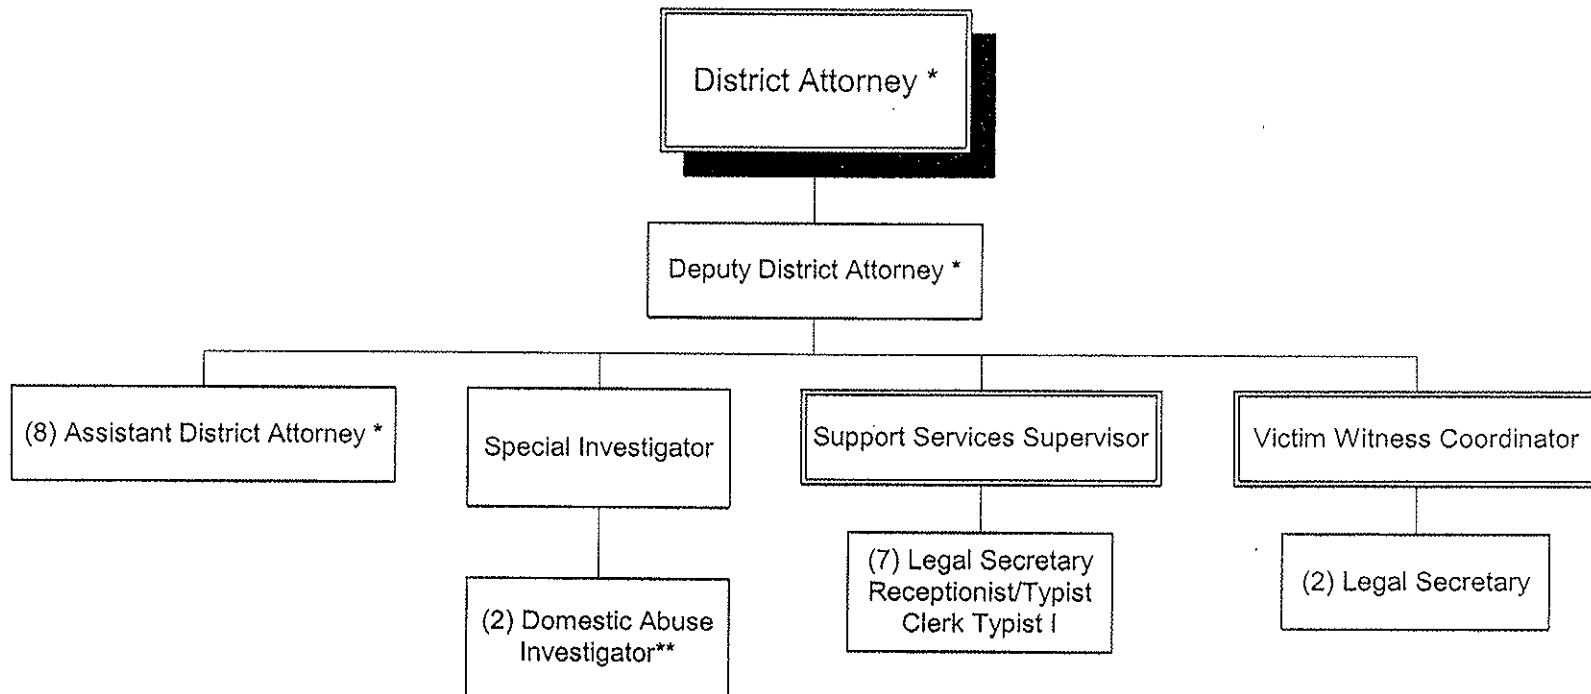 District Attorney *
Deputy District Attorney *
(8) Assistant District Attorney *
Special Investigator
Support Services Supervisor
Victim Witness Coordinator
(2) Domestic Abuse
Investigator**
(7) Legal Secretary
Receptionist/Typist
Clerk Typist I
(2) Legal Secretary